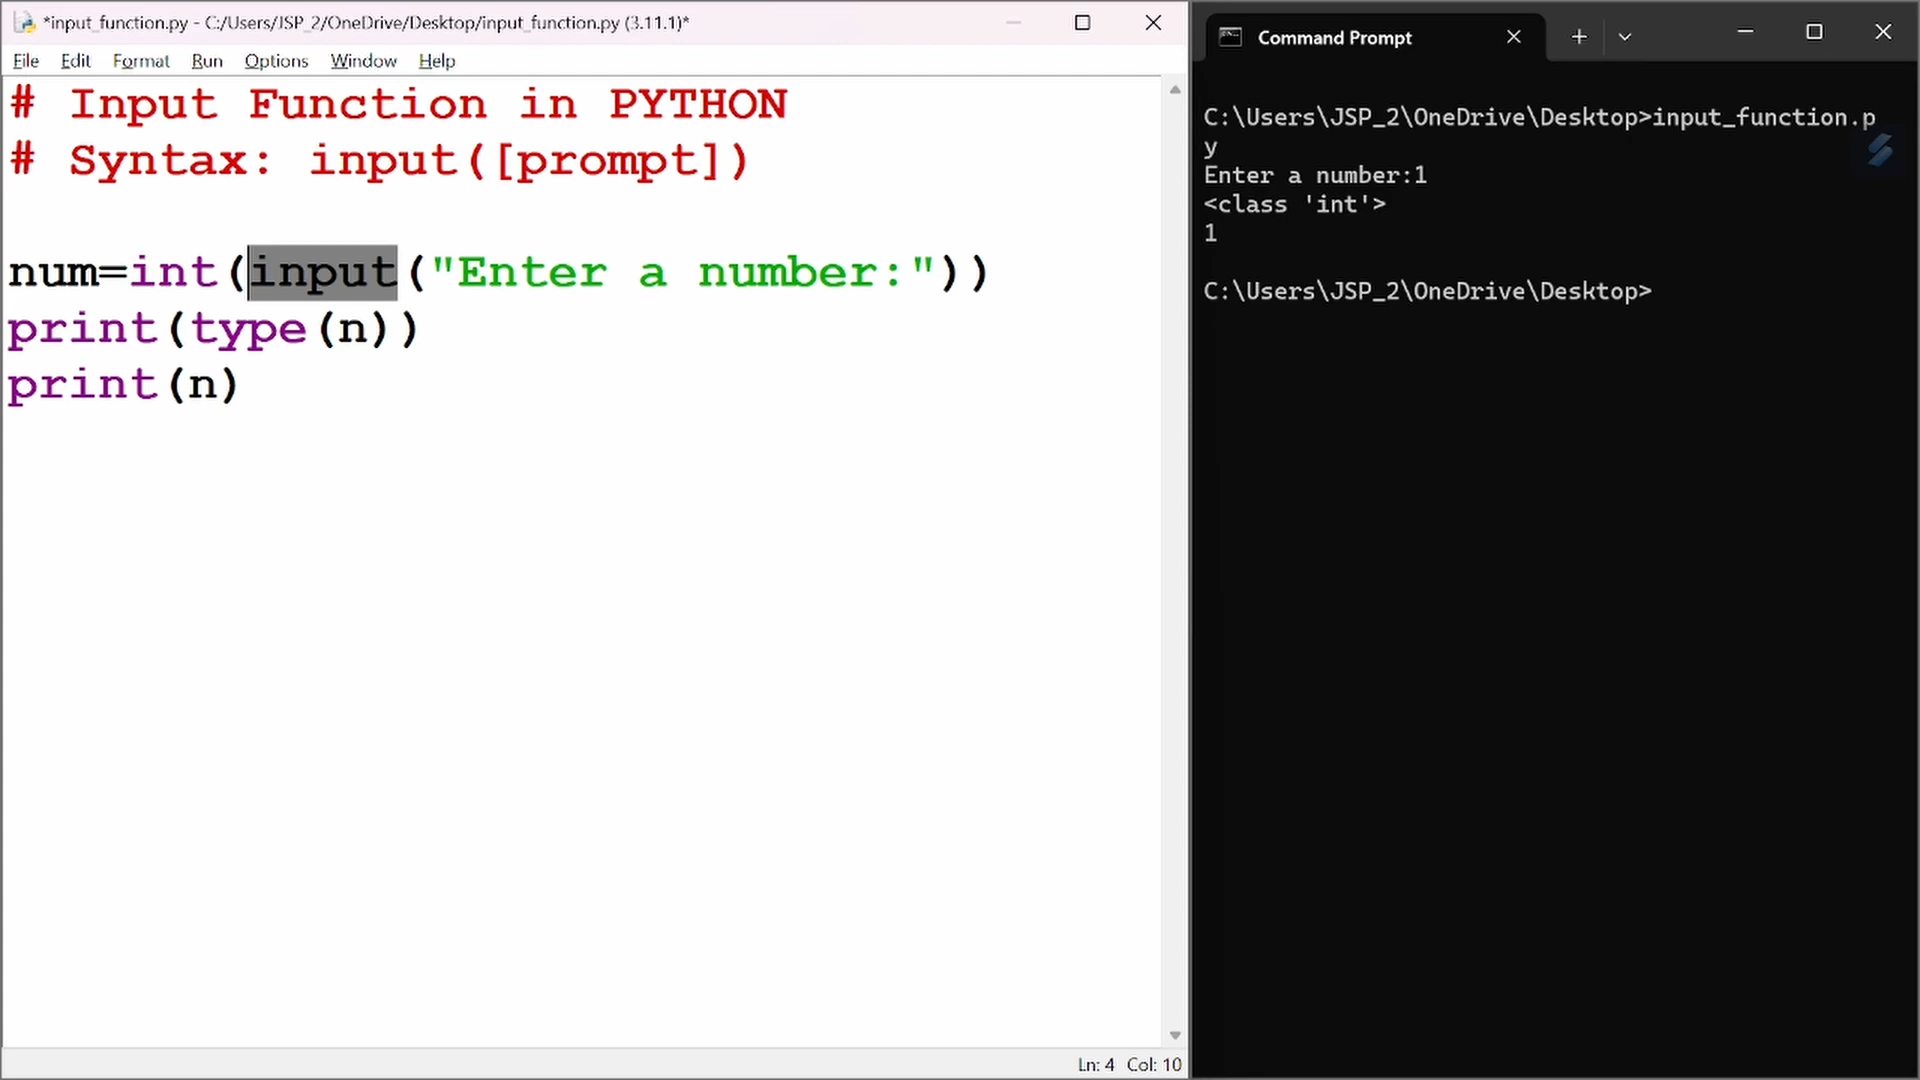 *input_function.py - C:/Users/JSP_2/OneDrive/Desktop/input_function.py (3.11.1)*
File Edit Format Run Options Window Help
# Input Function in PYTHON
# Syntax: input([prompt])
num=int(input("Enter a number:"))
print(type(n))
print(n)
Ln: 4 Col: 10
Command Prompt
C:\Users\JSP_2\OneDrive\Desktop>input_function.p
y
Enter a number:1
<class 'int'>
1
C:\Users\JSP_2\OneDrive\Desktop>